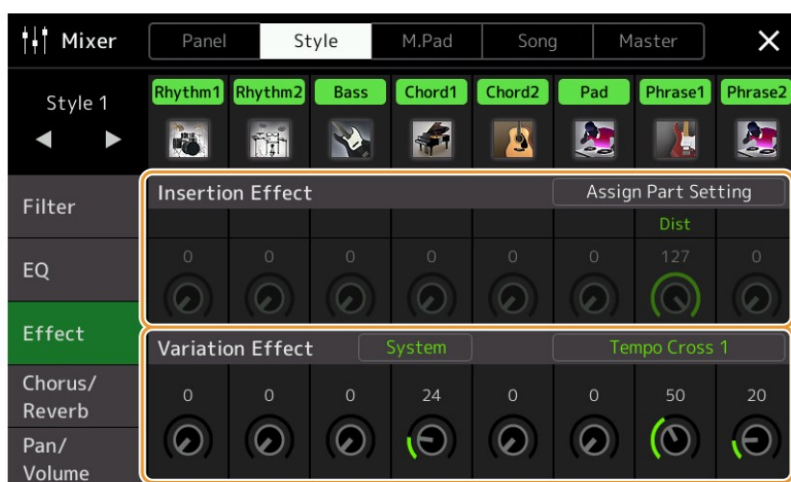 Mixer
Panel Style M.Pad Song Master
Style 1
Rhythm1 Rhythm2 Bass Chord1 Chord2 Pad Phrase1 Phrase2
Filter
EQ
Effect
Chorus/
Reverb
Pan/
Volume
Insertion Effect Assign Part Setting
Dist
0 0 0 0 0 0 127 0
Variation Effect System Tempo Cross 1
0 0 0 24 0 0 50 20